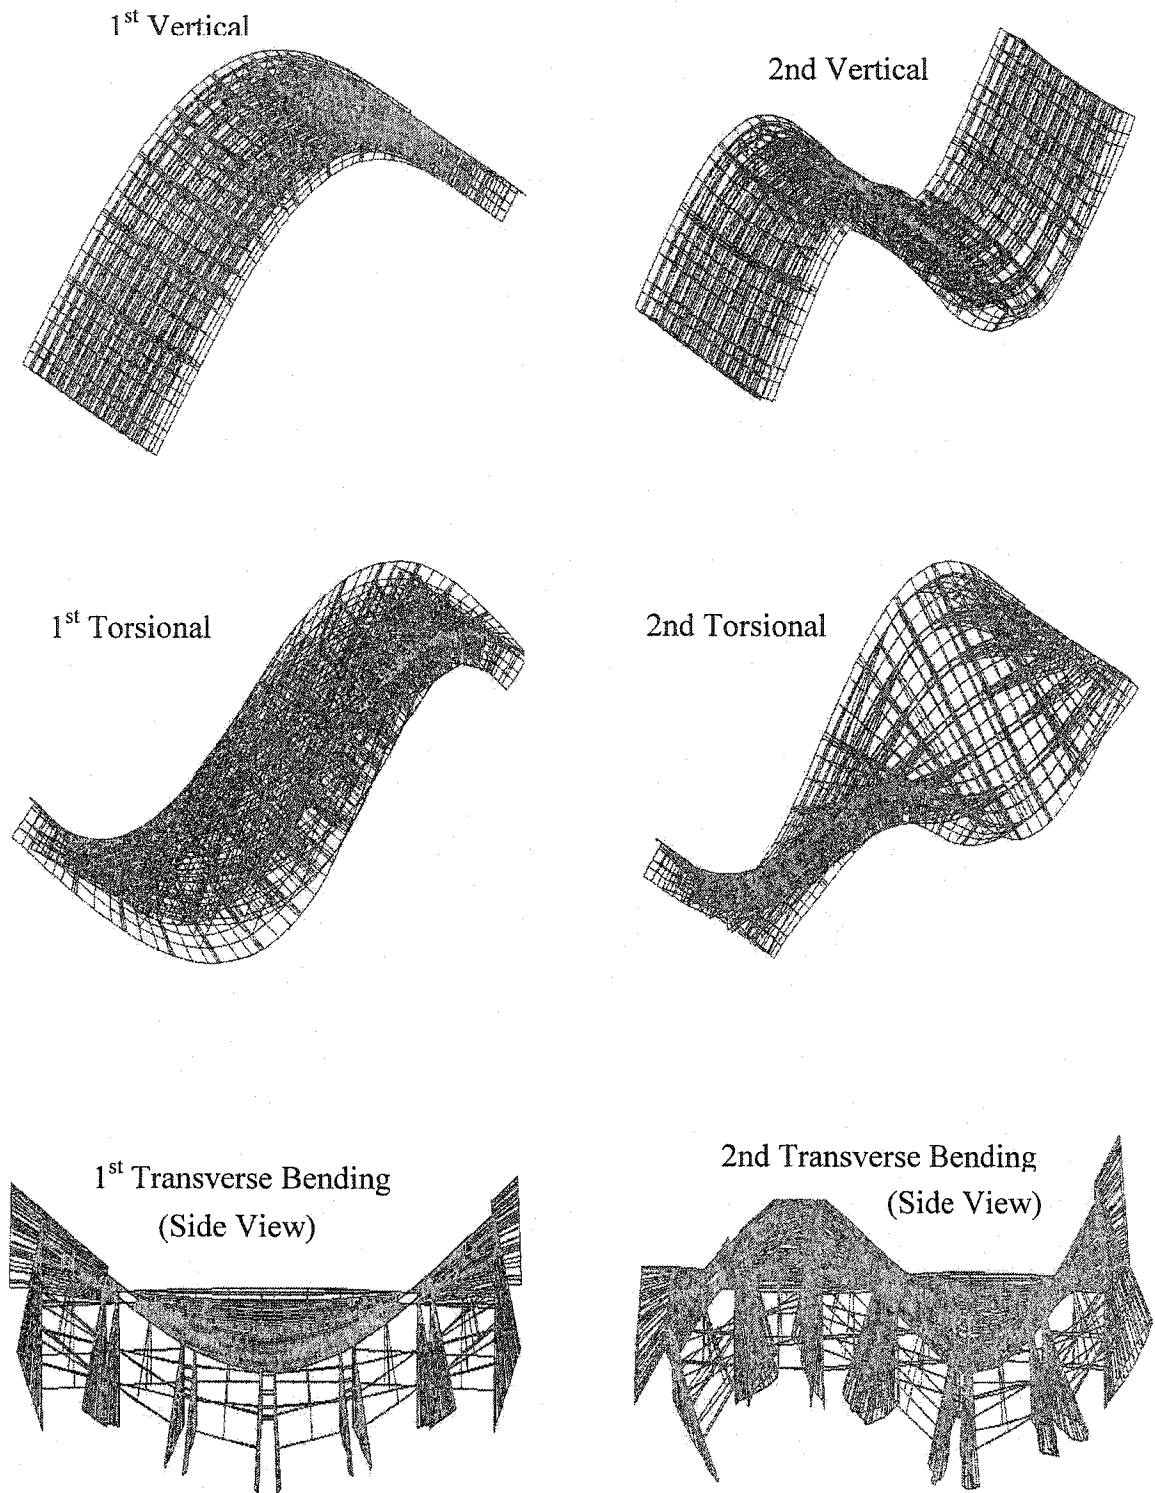 1st Vertical
2nd Vertical
1st Torsional
2nd Torsional
1st Transverse Bending
(Side View)
2nd Transverse Bending
(Side View)